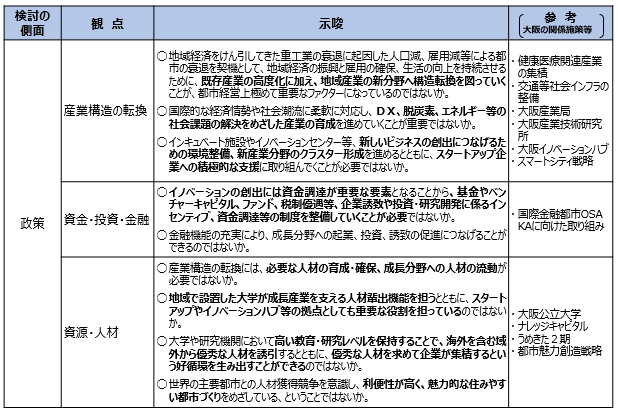 検討の
側面
観 点
示唆
参 考
大阪の関係施策等
政策
産業構造の転換
○ 地域経済をけん引してきた重工業の衰退に起因した人口減、雇用減等による都
市の衰退を契機として、地域経済の振興と雇用の確保、生活の向上を持続させる
ために、既存産業の高度化に加え、地域産業の新分野へ構造転換を図っていく
ことが、都市経営上極めて重要なファクターになっているのではないか。
○ 国際的な経済情勢や社会潮流に柔軟に対応し、DX、脱炭素、エネルギー等の
社会課題の解決をめざした産業の育成を進めていくことが重要ではないか。
○ インキュベート施設やイノベーションセンター等、新しいビジネスの創出につなげるた
めの環境整備、新産業分野のクラスター形成を進めるとともに、スタートアップ企
業への積極的な支援に取り組んでくことが必要ではないか。
・ 健康医療関連産業
の集積
・ 交通等社会インフラの
整備
・ 大阪産業局
・ 大阪産業技術研究
所
・ 大阪イノベーションハブ
・ スマートシティ戦略
資金・投資・金融
○ イノベーションの創出には資金調達が重要な要素となることから、基金やベン
チャーキャピタル、ファンド、税制優遇等、企業誘致や投資・研究開発に係るイン
センティブ、資金調達等の制度を整備していくことが必要ではないか。
○ 金融機能の充実により、成長分野への起業、投資、誘致の促進につなげることが
できるのではないか。
・ 国際金融都市OSA
KAに向けた取り組み
資源・人材
○ 産業構造の転換には、必要な人材の育成・確保、成長分野への人材の流動が
必要ではないか。
○ 地域で設置した大学が成長産業を支える人材輩出機能を担うとともに、スタート
アップやイノベーションハブ等の拠点としても重要な役割を担っているのではない
か。
○ 大学や研究機関において高い教育・研究レベルを保持することで、海外を含む域
外から優秀な人材を誘引するとともに、優秀な人材を求めて企業が集積するとい
う好循環を生み出すことができるのではないか。
○ 世界の主要都市との人材獲得競争を意識し、利便性が高く、魅力的な住みやす
い都市づくりをめざしている、ということではないか。
・ 大阪公立大学
・ ナレッジキャピタル
・ うめきた2期
・ 都市魅力創造戦略